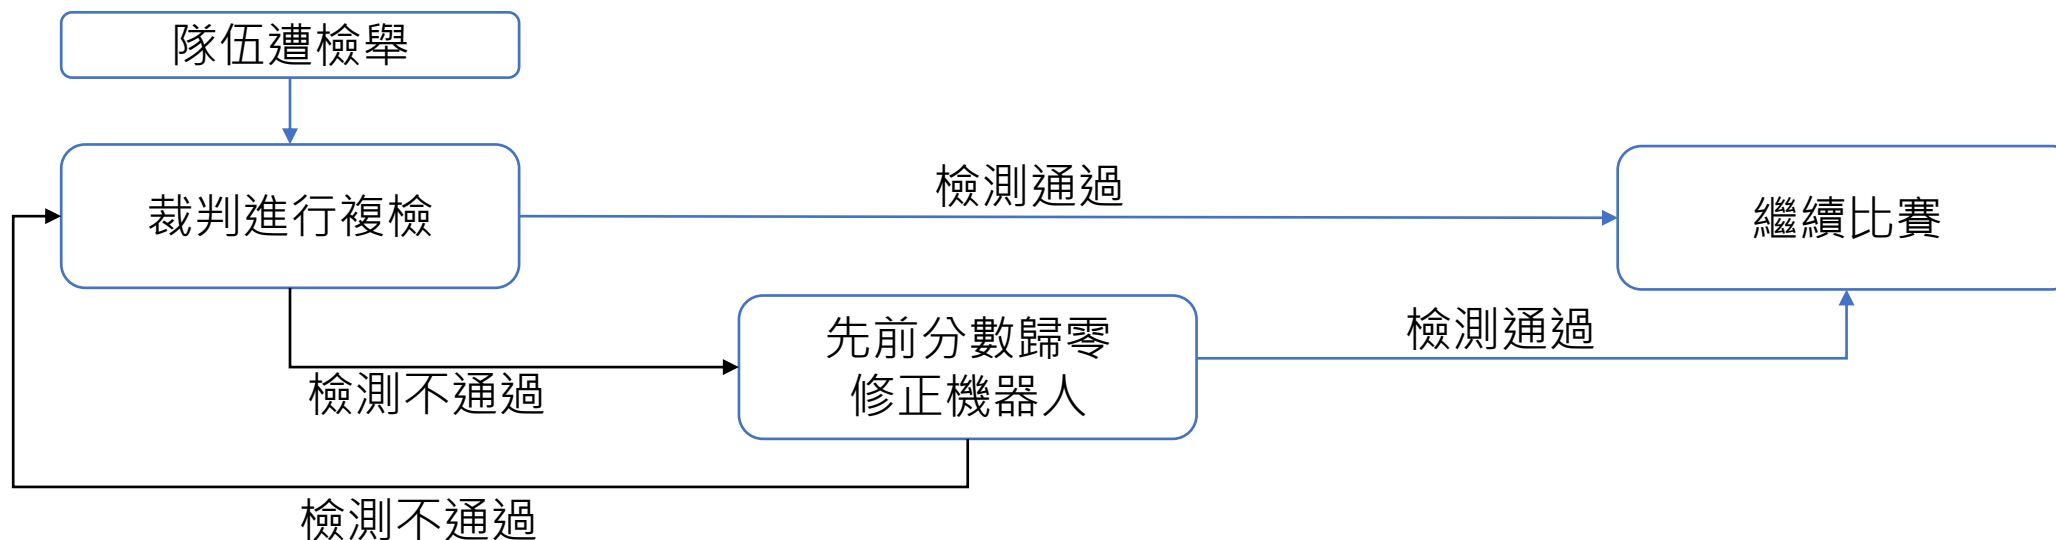 隊伍遭檢舉
裁判進行複檢
檢測通過
繼續比賽
先前分數歸零
修正機器人
檢測通過
檢測不通過
檢測不通過